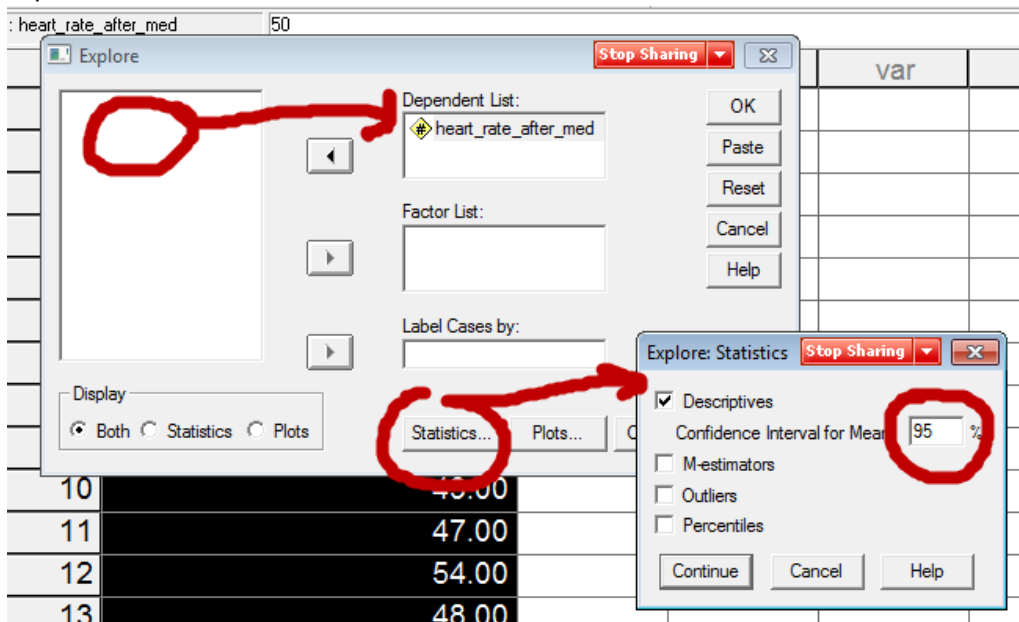 : heart_rate_after_med 50
Explore Stop Sharing
var
Dependent List:
heart_rate_after_med
OK
Paste
Reset
Cancel
Help
Factor List:
Label Cases by:
Display
Both Statistics Plots
Statistics... Plots...
Explore: Statistics Stop Sharing
Descriptives
Confidence Interval for Mean 95 %
M-estimators
Outliers
Percentiles
Continue Cancel Help
10
11 47.00
12 54.00
13 48.00